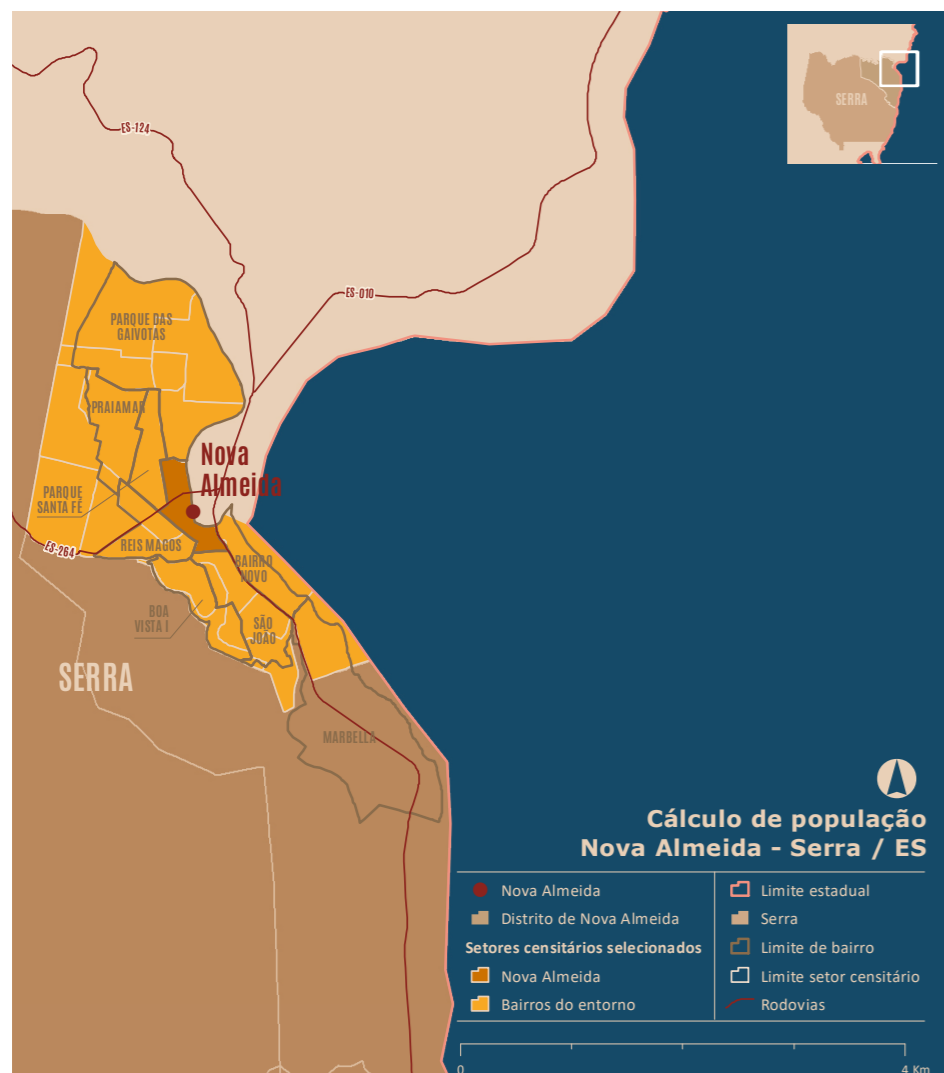 SERRA
ES-124
ES-010
PARQUE DAS
GAIVOTAS
PRAIAMAR
Nova
Almeida
PARQUE
SANTA FÉ
ES-264
REIS MAGOS
BAIRRO
NOVO
BOA
VISTA I
SÃO
JOÃO
SERRA
MARBELLA
Cálculo de população
Nova Almeida - Serra / ES
Nova Almeida
Distrito de Nova Almeida
Setores censitários selecionados
Nova Almeida
Bairros do entorno
Limite estadual
Serra
Limite de bairro
Limite setor censitário
Rodovias
0
4 Km